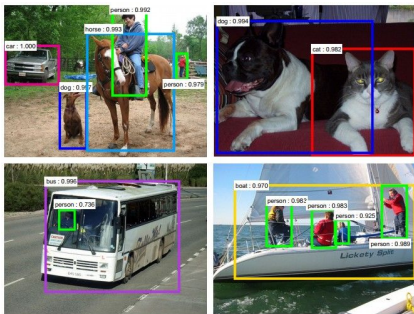 person : 0.992
horse : 0.993
car : 1.000
dog : 0.997
person : 0.979
dog : 0.994
cat : 0.982
bus : 0.996
person : 0.736
boat : 0.970
person : 0.983
person : 0.983
person : 0.925
person : 0.989
Lickety Split